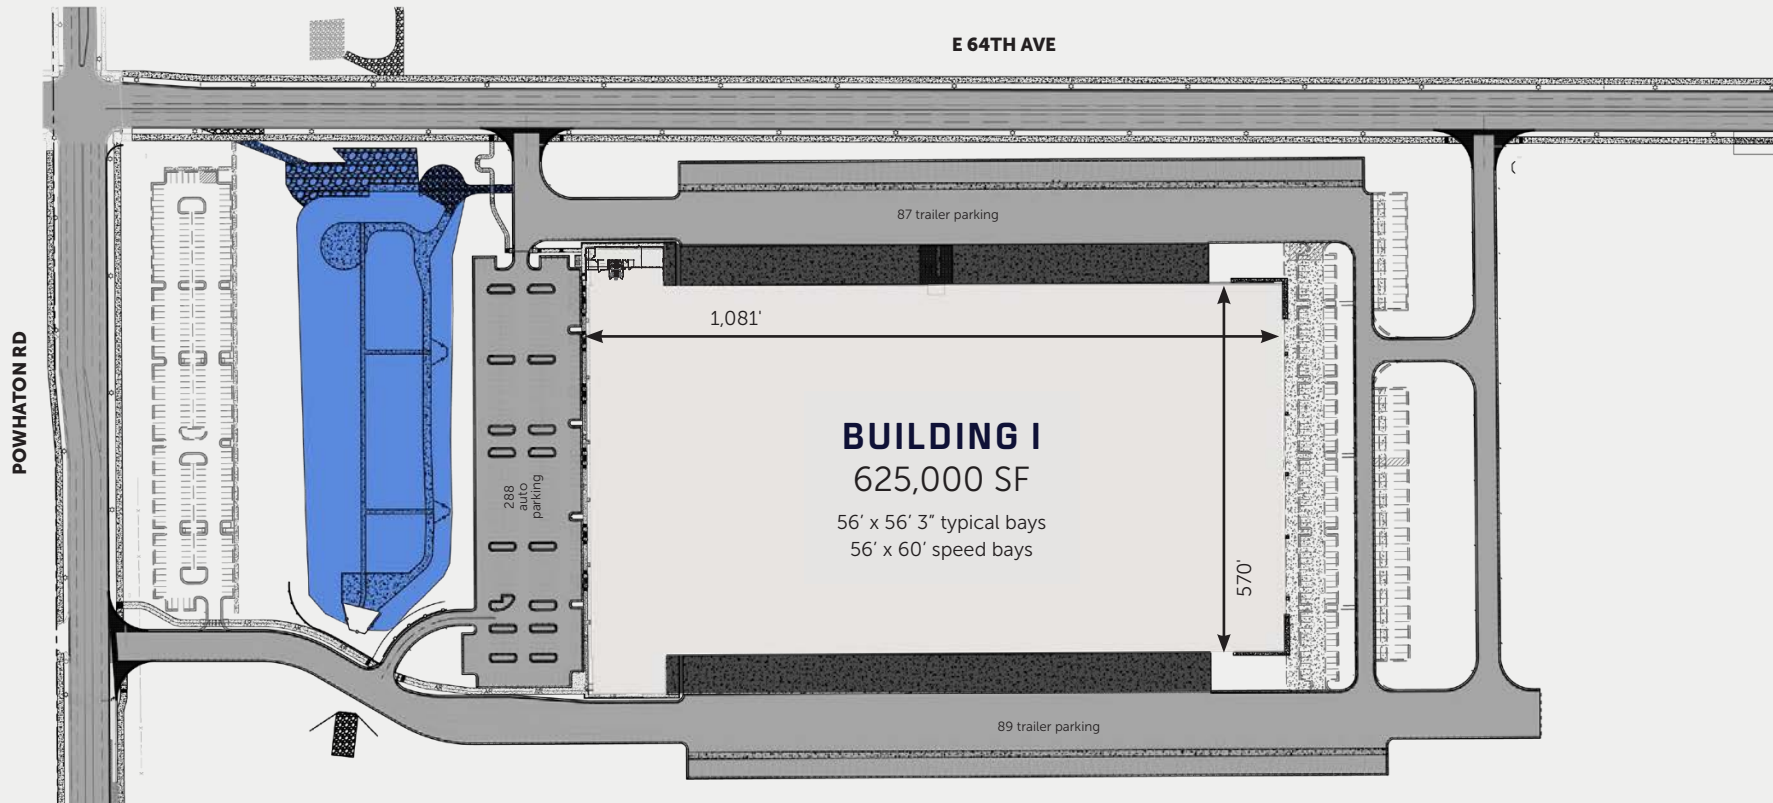 E 64TH AVE
87 trailer parking
1,081'
POWHATON RD
BUILDING I
625,000 SF
56’ x 56’ 3” typical bays
56’ x 60’ speed bays
288
auto
parking
570'
89 trailer parking